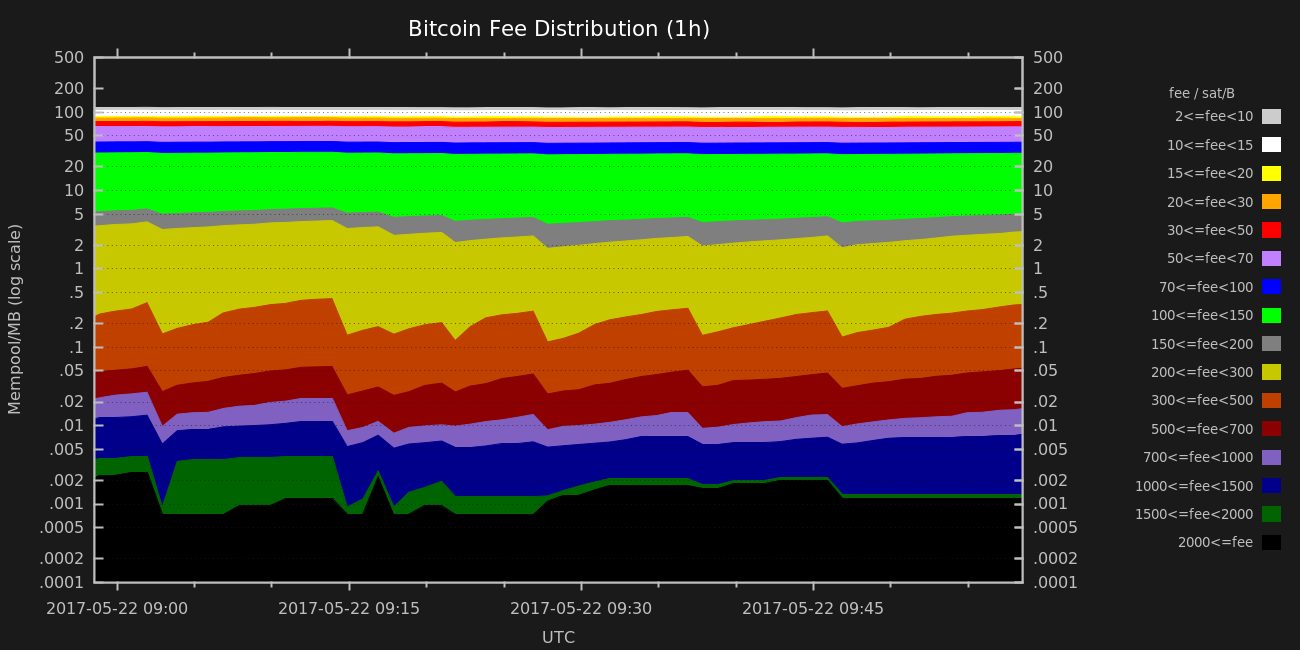 Bitcoin Fee Distribution (1h)
Mempool/MB (log scale)
500
200
100
50
20
10
5
2
1
.5
.2
.1
.05
.02
.01
.005
.002
.001
.0005
.0002
.0001
500
200
100
50
20
10
5
2
1
.5
.2
.1
.05
.02
.01
.005
.002
.001
.0005
.0002
.0001
2017-05-22 09:00
2017-05-22 09:15
2017-05-22 09:30
2017-05-22 09:45
UTC
fee / sat/B
2<=fee<10
10<=fee<15
15<=fee<20
20<=fee<30
30<=fee<50
50<=fee<70
70<=fee<100
100<=fee<150
150<=fee<200
200<=fee<300
300<=fee<500
500<=fee<700
700<=fee<1000
1000<=fee<1500
1500<=fee<2000
2000<=fee